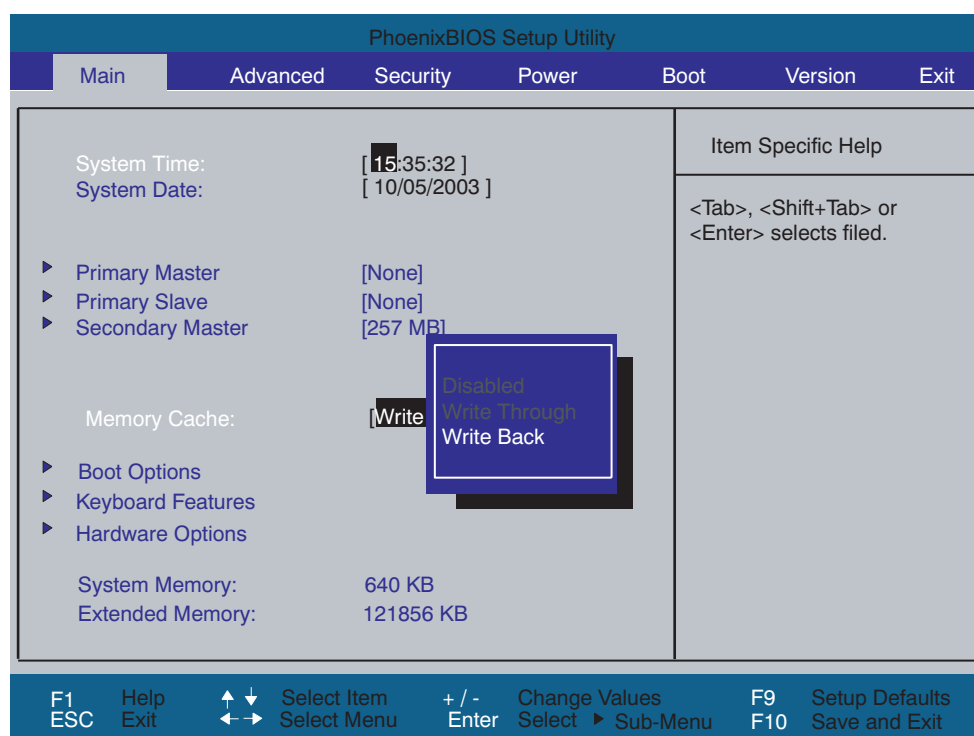 PhoenixBIOS Setup Utility
Main Advanced Security Power Boot Version Exit
System Time: [ 15:35:32 ]
System Date: [ 10/05/2003 ]
Item Specific Help
<Tab>, <Shift+Tab> or
<Enter> selects filed.
Primary Master [None]
Primary Slave [None]
Secondary Master [257 MB]
Memory Cache: [Write
Disabled
Write Through
Write Back
Boot Options
Keyboard Features
Hardware Options
System Memory: 640 KB
Extended Memory: 121856 KB
F1 Help Select Item + / - Change Values F9 Setup Defaults
ESC Exit Select Menu Enter Select Sub-Menu F10 Save and Exit